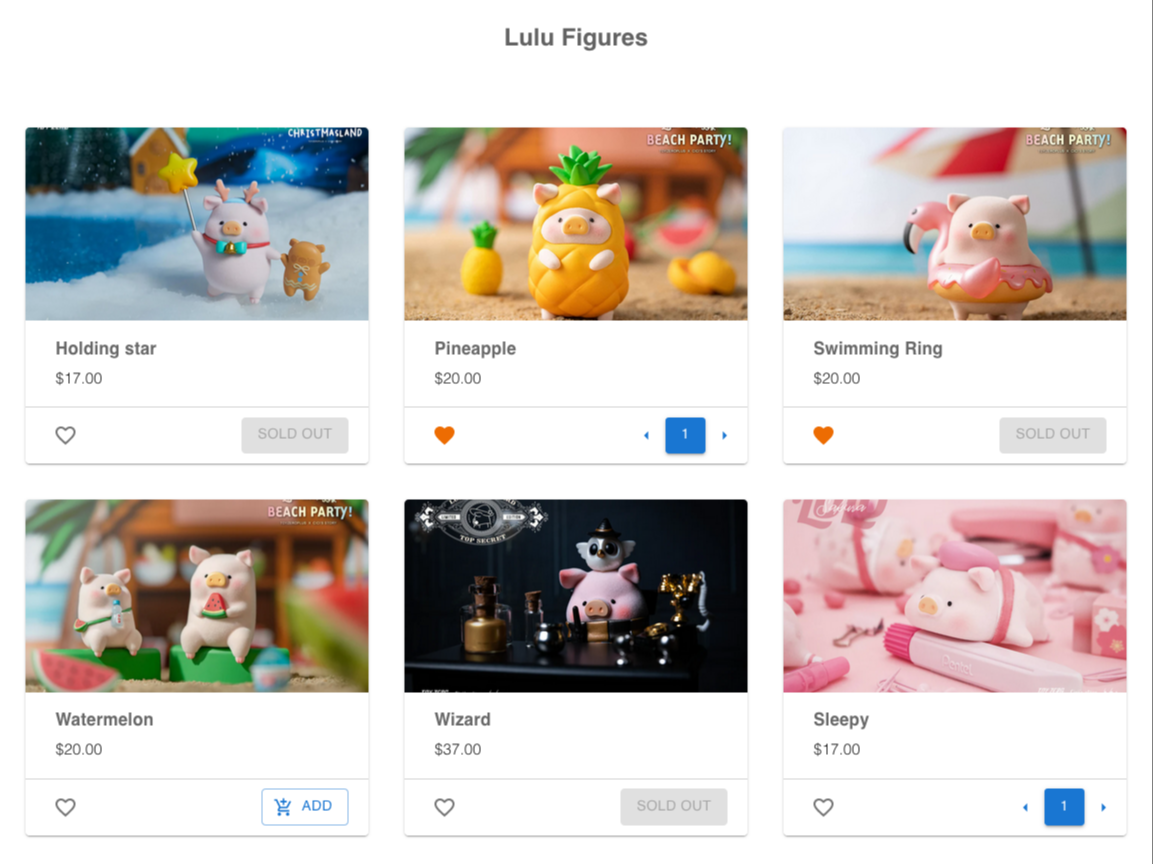 Lulu Figures
CHRISTMASLAND
BEACH PARTY!
BEACH PARTY!
Holding star
$17.00
Pineapple
$20.00
Swimming Ring
$20.00
SOLD OUT
1
SOLD OUT
BEACH PARTY!
TOP SECRET
Watermelon
$20.00
Wizard
$37.00
Sleepy
$17.00
ADD
SOLD OUT
1